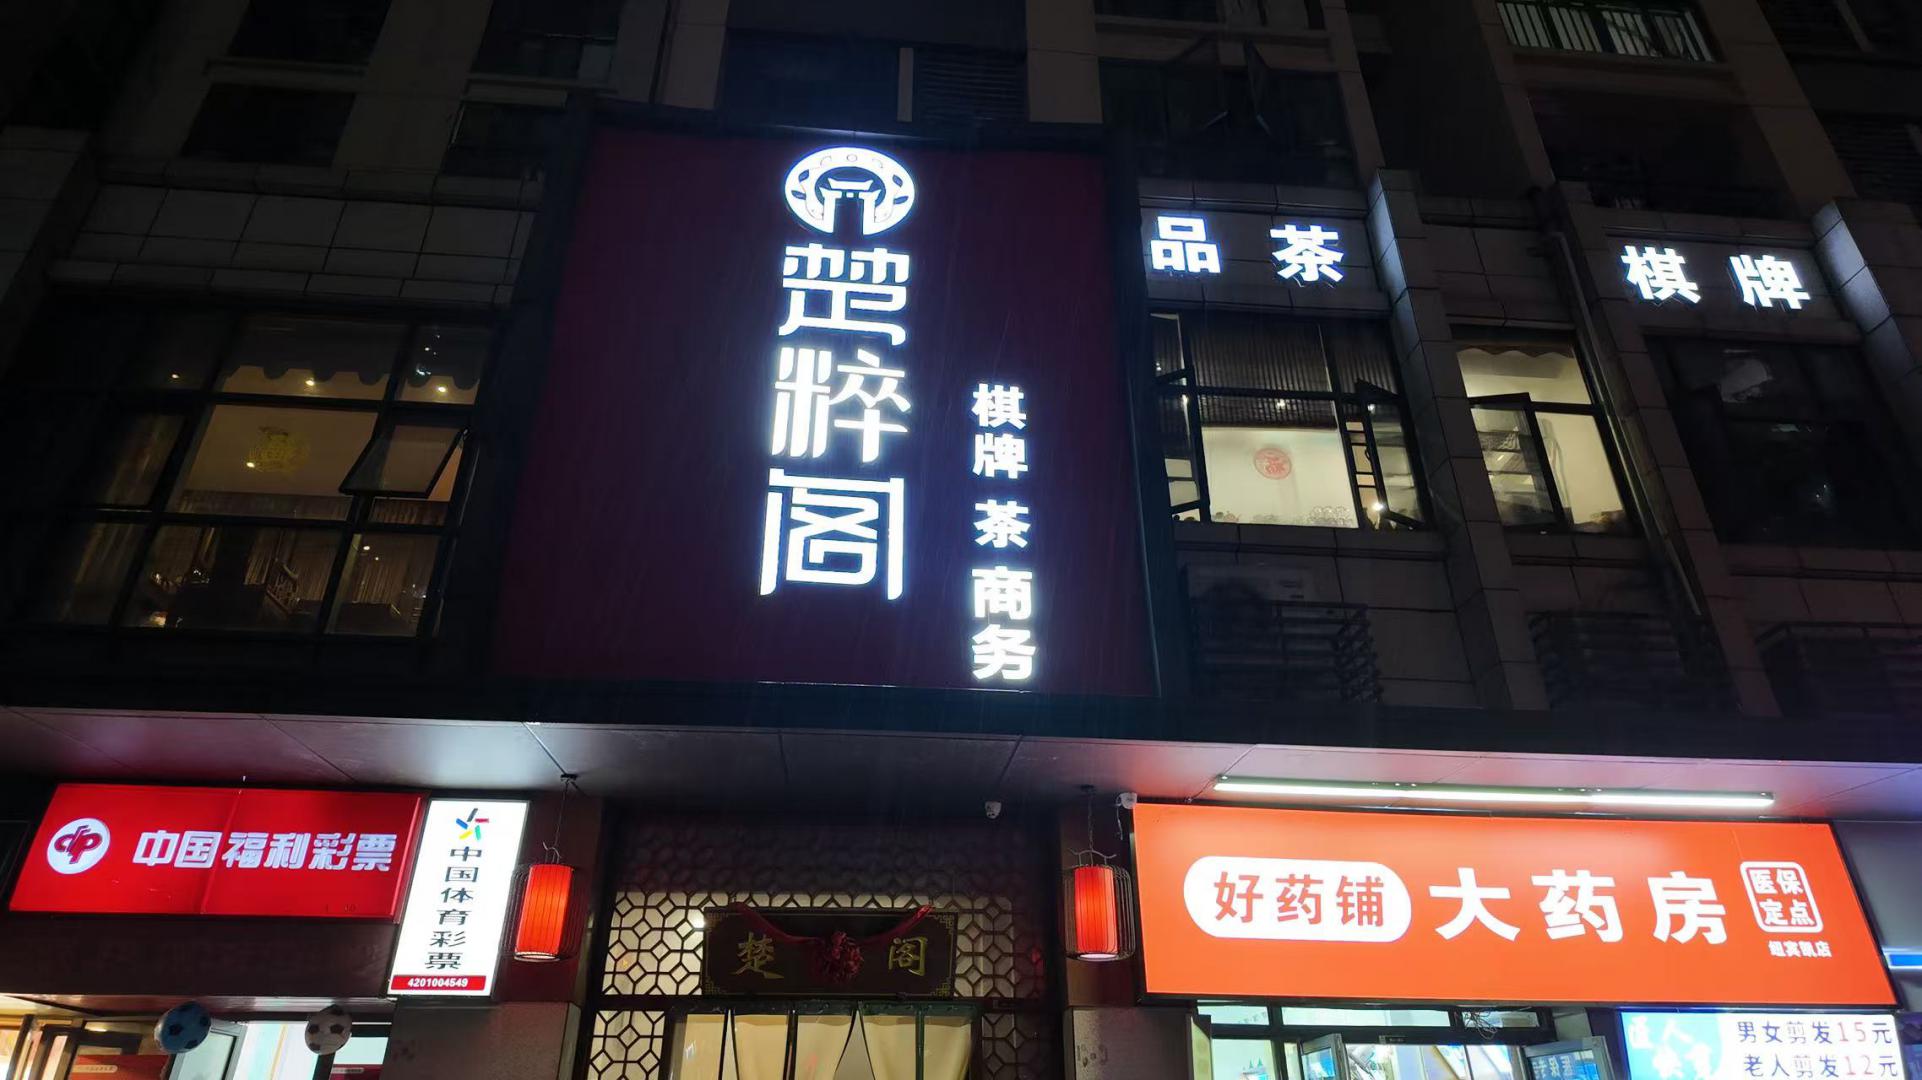 楚粹阁
棋牌 茶 商务
品茶
棋牌
中国福利彩票
中国体育彩票
4201004549
楚 阁
好药铺 大药房
医保
定点
男女剪发15元
老人剪发12元